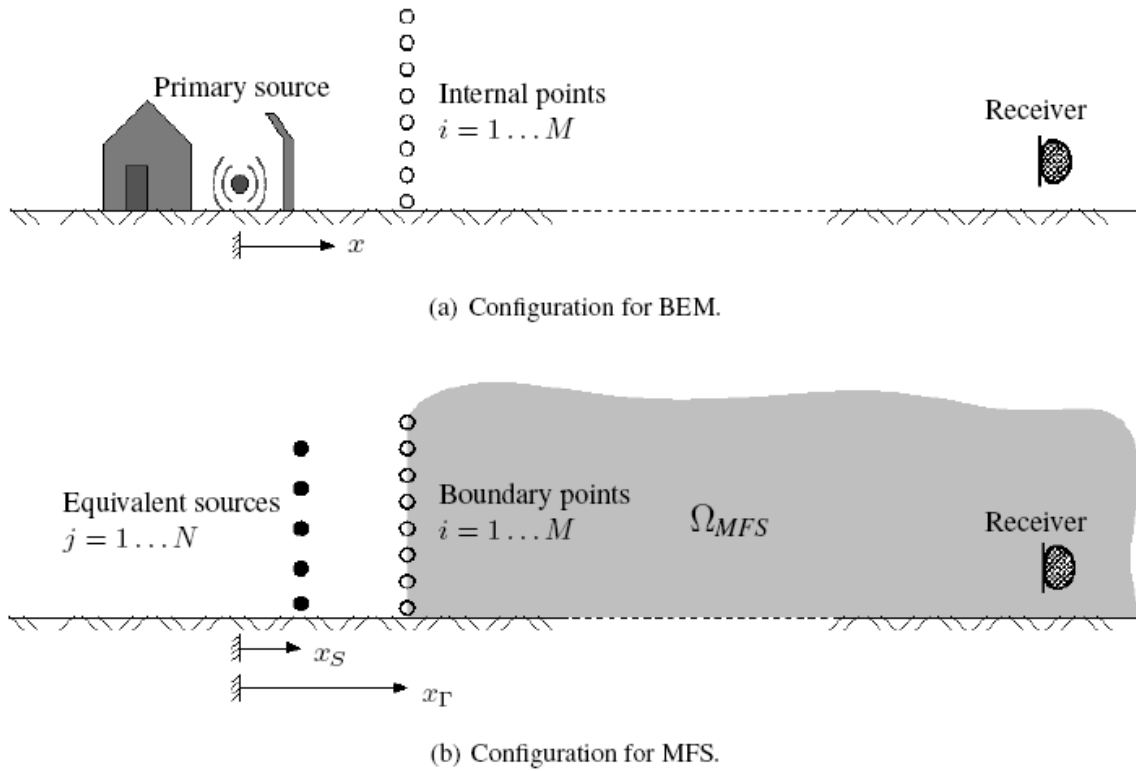 Primary source
Internal points
i = 1 . . . M
Receiver
x
(a) Configuration for BEM.
Equivalent sources
j = 1 . . . N
Boundary points
i = 1 . . . M
Ω_MFS
Receiver
x_S
x_Γ
(b) Configuration for MFS.